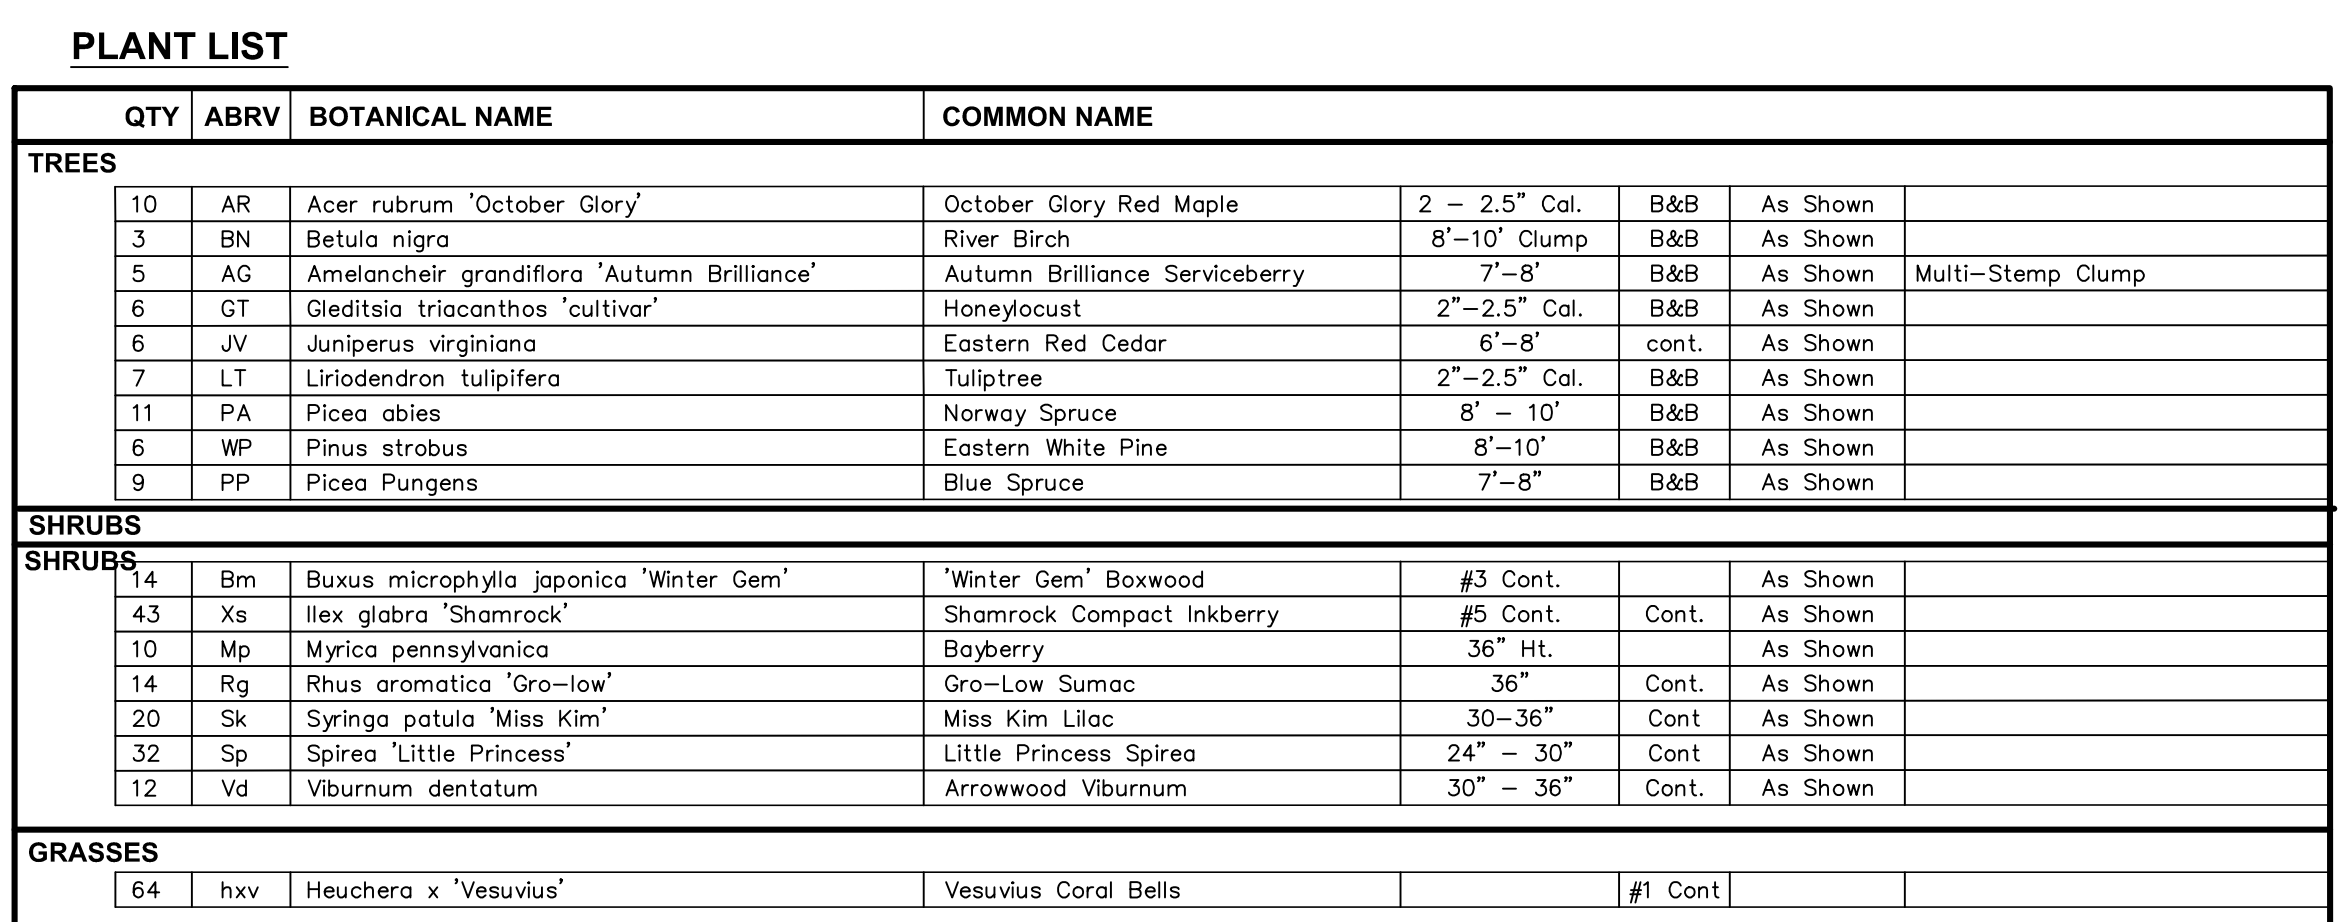 PLANT LIST
QTY ABRV BOTANICAL NAME COMMON NAME
TREES
10 AR Acer rubrum 'October Glory' October Glory Red Maple 2 – 2.5" Cal. B&B As Shown
3 BN Betula nigra River Birch 8'–10' Clump B&B As Shown
5 AG Amelancheir grandiflora 'Autumn Brilliance' Autumn Brilliance Serviceberry 7'–8' B&B As Shown Multi–Stemp Clump
6 GT Gleditsia triacanthos 'cultivar' Honeylocust 2"–2.5" Cal. B&B As Shown
6 JV Juniperus virginiana Eastern Red Cedar 6'–8' cont. As Shown
7 LT Liriodendron tulipifera Tuliptree 2"–2.5" Cal. B&B As Shown
11 PA Picea abies Norway Spruce 8' – 10' B&B As Shown
6 WP Pinus strobus Eastern White Pine 8'–10' B&B As Shown
9 PP Picea Pungens Blue Spruce 7'–8" B&B As Shown
SHRUBS
SHRUBS
14 Bm Buxus microphylla japonica 'Winter Gem' 'Winter Gem' Boxwood #3 Cont. As Shown
43 Xs Ilex glabra 'Shamrock' Shamrock Compact Inkberry #5 Cont. Cont. As Shown
10 Mp Myrica pennsylvanica Bayberry 36" Ht. As Shown
14 Rg Rhus aromatica 'Gro–low' Gro–Low Sumac 36" Cont. As Shown
20 Sk Syringa patula 'Miss Kim' Miss Kim Lilac 30–36" Cont As Shown
32 Sp Spirea 'Little Princess' Little Princess Spirea 24" – 30" Cont As Shown
12 Vd Viburnum dentatum Arrowwood Viburnum 30" – 36" Cont. As Shown
GRASSES
64 hxv Heuchera x 'Vesuvius' Vesuvius Coral Bells #1 Cont